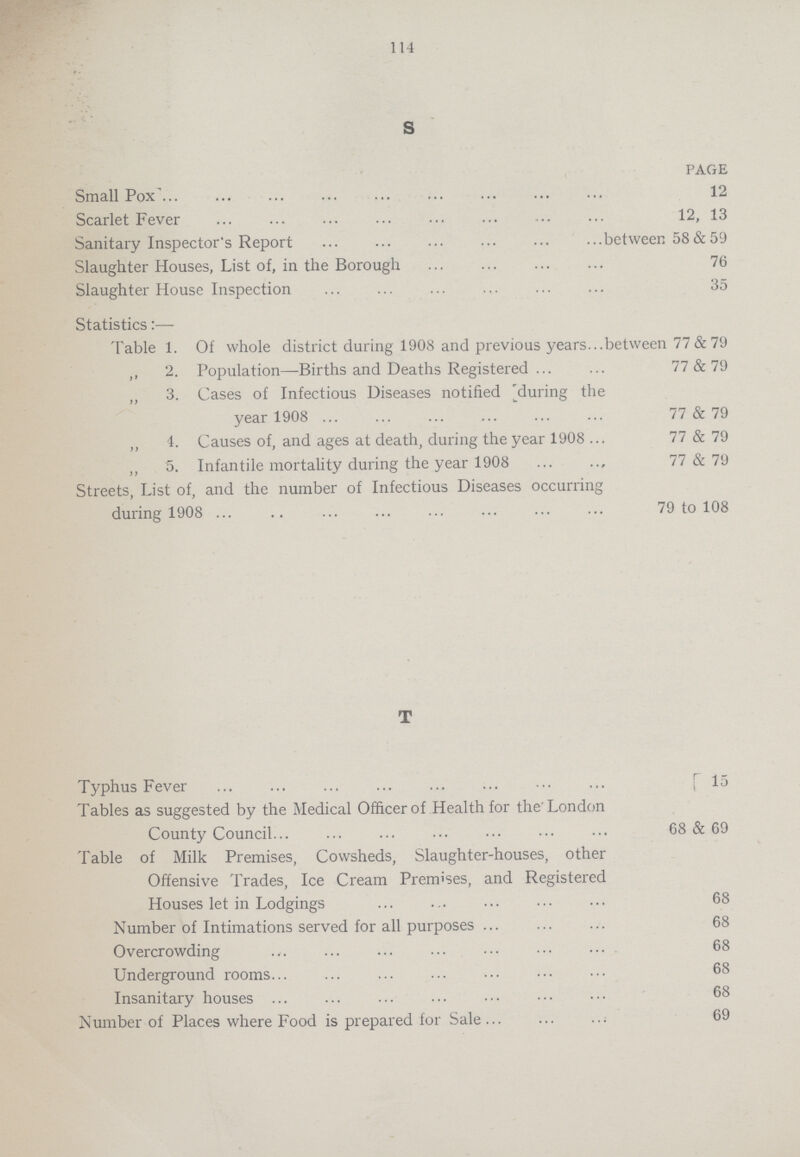 114
S
PAGE
Small Pox ... ... ... ... ... ... ... ... ... 12
Scarlet Fever ... ... ... ... ... ... ... ... 12, 13
Sanitary Inspector's Report ... ... ... ... ... ...between 58 & 59
Slaughter Houses, List of, in the Borough ... ... ... ... 76
Slaughter House Inspection ... ... ... ... ... ... 35
Statistics:—
Table 1. Of whole district during 1908 and previous years...between 77 & 79
,, 2. Population—Births and Deaths Registered ... ... 77 & 79
,, 3. Cases of Infectious Diseases notified during the
year 1908 ... ... ... ... ... ... 77 & 79
,, 4. Causes of, and ages at death, during the year 1908 ... 77 & 79
,, 5. Infantile mortality during the year 1908 ... ... 77 & 79
Streets, List of, and the number of Infectious Diseases occurring
during 1908 ... .. ... ... ... ... ... ... 79 to 108
T
Typhus Fever ... ... ... ... ... ... ... ... 15
Tables as suggested by the Medical Officer of Health for the London
County Council... ... ... ... ... ... ... 68 & 69
Table of Milk Premises, Cowsheds, Slaughter-houses, other
Offensive Trades, Ice Cream Premises, and Registered
Houses let in Lodgings ... ... ... ... ... 68
Number of Intimations served for all purposes ... ... ... 68
Overcrowding ... ... ... ... ... ... ... 68
Underground rooms... ... ... ... ... ... ... 68
Insanitary houses ... ... ... ... ... ... ... 68
Number of Places where Food is prepared for Sale ... ... ... 69